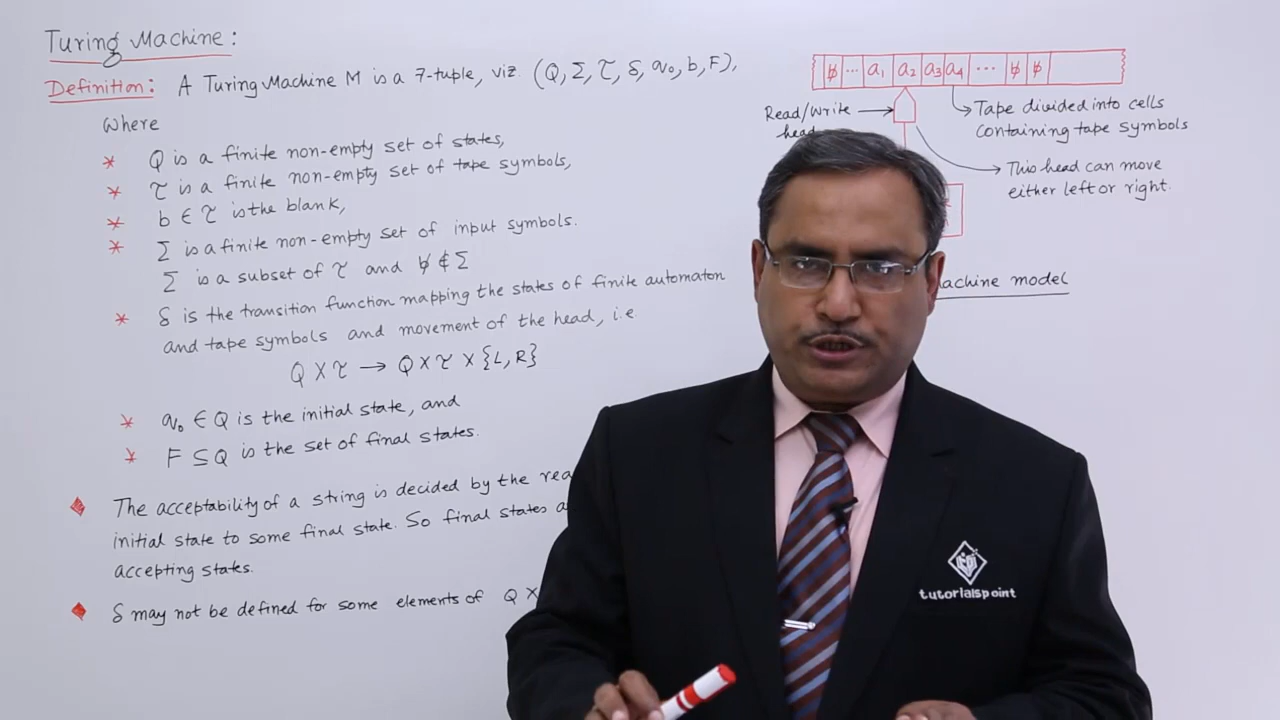 Turing Machine:
Definition: A Turing Machine M is a 7-tuple, viz. (Q, Σ, τ, δ, q₀, b, F),
Where
* Q is a finite non-empty set of states,
* τ is a finite non-empty set of tape symbols,
* b ∈ τ is the blank,
* Σ is a finite non-empty set of input symbols.
Σ is a subset of τ and b̸ ∉ Σ
* δ is the transition function mapping the states of finite automaton
and tape symbols and movement of the head, i.e
Q X τ → Q X τ X {L, R}
* q₀ ∈ Q is the initial state, and
* F ⊆ Q is the set of final states.
The acceptability of a string is decided by the
initial state to some final state. So final states
accepting states.
δ may not be defined for some elements of Q X
b̸ ... a₁ a₂ a₃ a₄ ... b̸ b̸
Read/Write
head
Tape divided into cells
containing tape symbols
This head can move
either left or right.
model
tutorialspoint